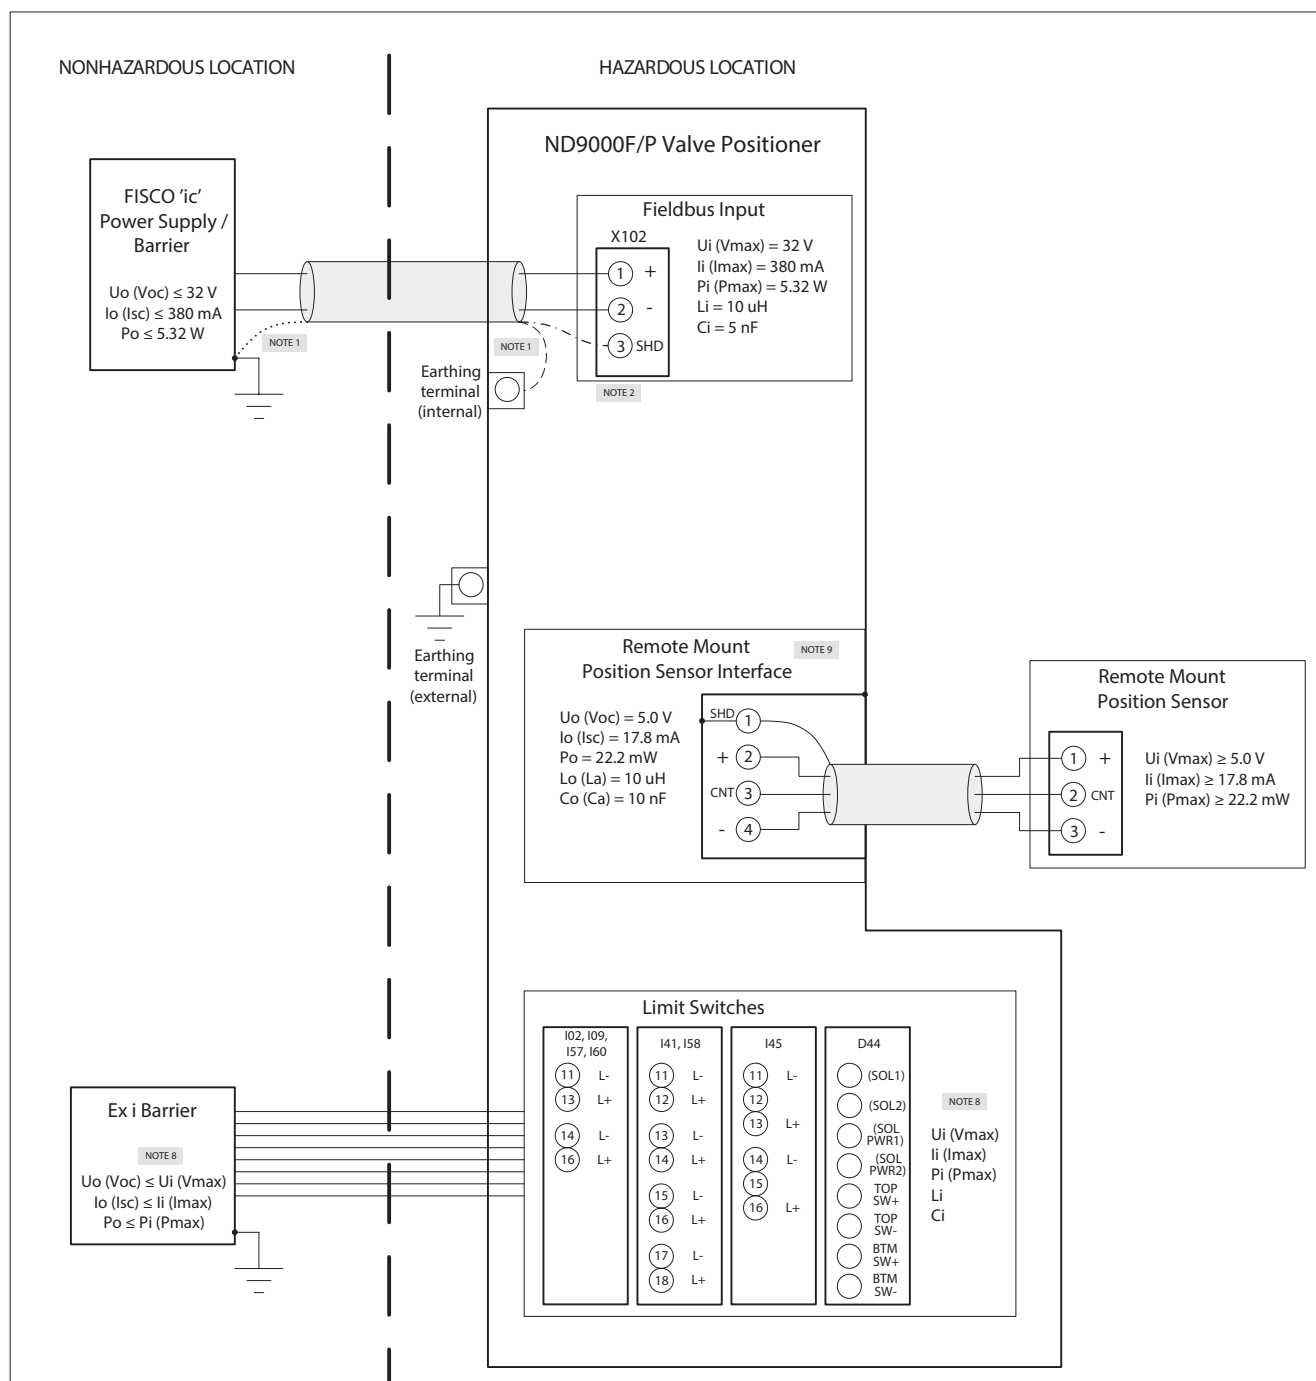 NONHAZARDOUS LOCATION
HAZARDOUS LOCATION
ND9000F/P Valve Positioner
FISCO ’ic’
Power Supply /
Barrier
Uo (Voc) ≤ 32 V
Io (Isc) ≤ 380 mA
Po ≤ 5.32 W
NOTE 1
NOTE 1
Fieldbus Input
X102
1 +
2 -
3 SHD
Ui (Vmax) = 32 V
Ii (Imax) = 380 mA
Pi (Pmax) = 5.32 W
Li = 10 uH
Ci = 5 nF
NOTE 2
Earthing
terminal
(internal)
Earthing
terminal
(external)
Remote Mount
Position Sensor Interface
NOTE 9
Uo (Voc) = 5.0 V
Io (Isc) = 17.8 mA
Po = 22.2 mW
Lo (La) = 10 uH
Co (Ca) = 10 nF
SHD 1
+ 2
CNT 3
- 4
Remote Mount
Position Sensor
1 +
2 CNT
3 -
Ui (Vmax) ≥ 5.0 V
Ii (Imax) ≥ 17.8 mA
Pi (Pmax) ≥ 22.2 mW
Limit Switches
I02, I09,
I57, I60
11 L-
13 L+
14 L-
16 L+
I41, I58
11 L-
12 L+
13 L-
14 L+
15 L-
16 L+
17 L-
18 L+
I45
11 L-
12
13 L+
14 L-
15
16 L+
D44
(SOL1)
(SOL2)
(SOL
PWR1)
(SOL
PWR2)
TOP
SW+
TOP
SW-
BTM
SW+
BTM
SW-
NOTE 8
Ui (Vmax)
Ii (Imax)
Pi (Pmax)
Li
Ci
Ex i Barrier
NOTE 8
Uo (Voc) ≤ Ui (Vmax)
Io (Isc) ≤ Ii (Imax)
Po ≤ Pi (Pmax)